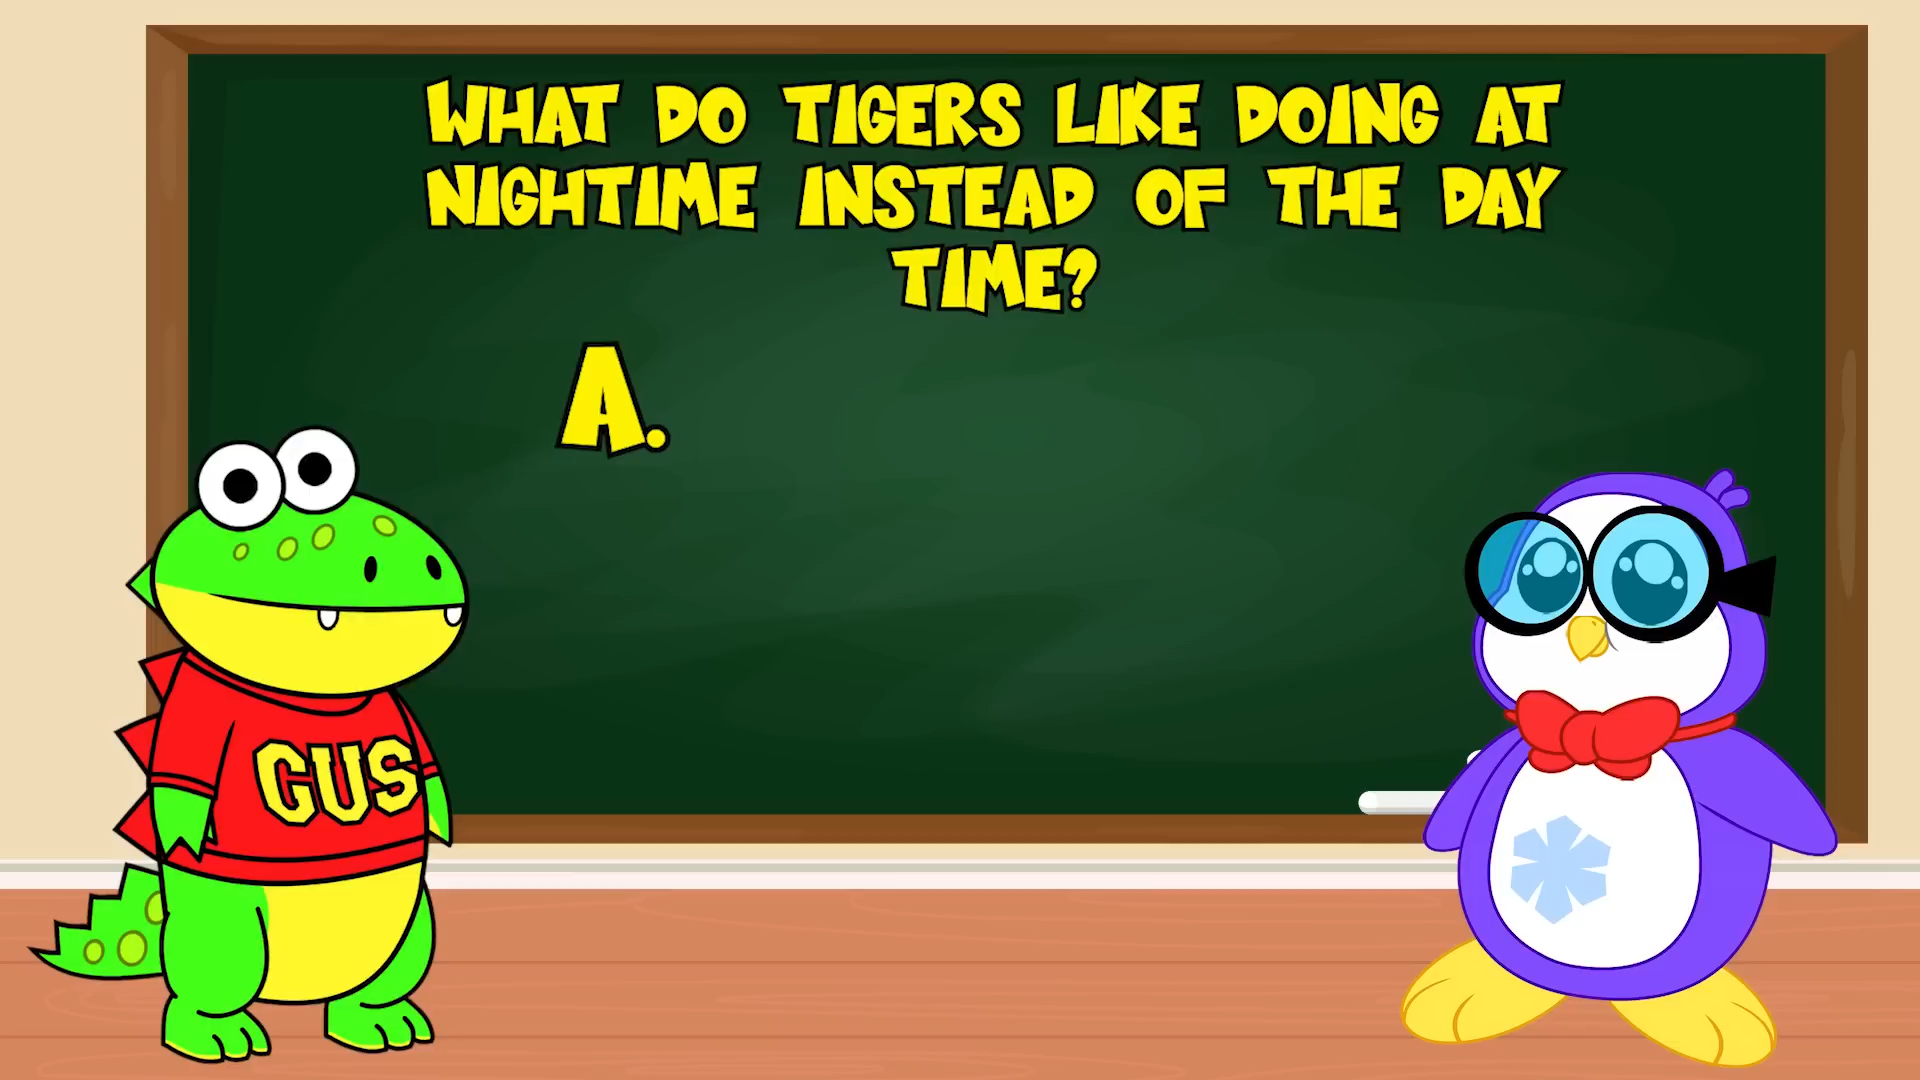 WHAT DO TIGERS LIKE DOING AT
NIGHTIME INSTEAD OF THE DAY
TIME?
A.
GUS